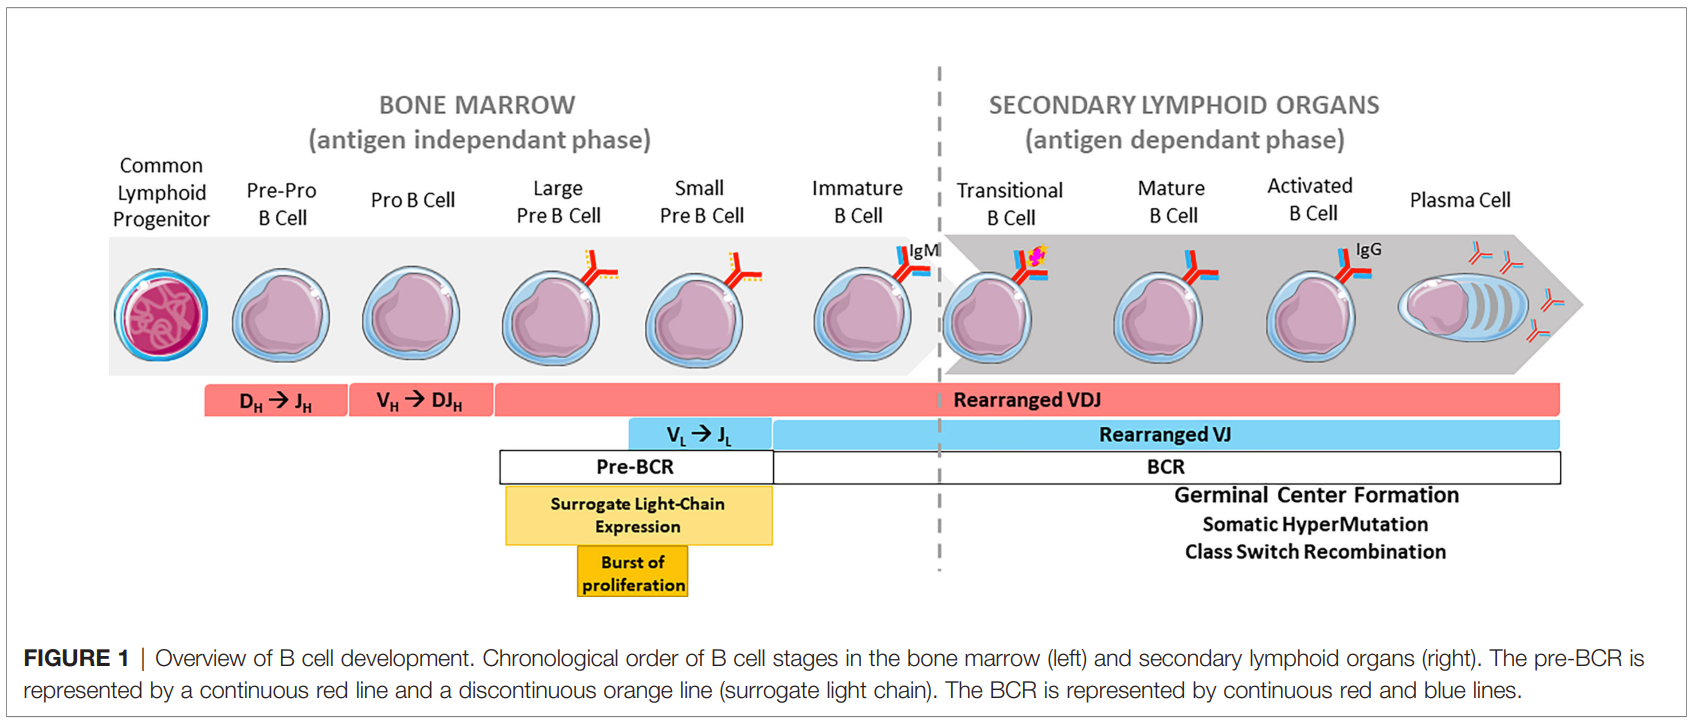 BONE MARROW
(antigen independant phase)
SECONDARY LYMPHOID ORGANS
(antigen dependant phase)
Common
Lymphoid
Progenitor
Pre-Pro
B Cell
Pro B Cell
Large
Pre B Cell
Small
Pre B Cell
Immature
B Cell
Transitional
B Cell
Mature
B Cell
Activated
B Cell
Plasma Cell
IgM
IgG
DH → JH
VH → DJH
Rearranged VDJ
VL → JL
Rearranged VJ
Pre-BCR
BCR
Surrogate Light-Chain
Expression
Burst of
proliferation
Germinal Center Formation
Somatic HyperMutation
Class Switch Recombination
FIGURE 1 | Overview of B cell development. Chronological order of B cell stages in the bone marrow (left) and secondary lymphoid organs (right). The pre-BCR is
represented by a continuous red line and a discontinuous orange line (surrogate light chain). The BCR is represented by continuous red and blue lines.